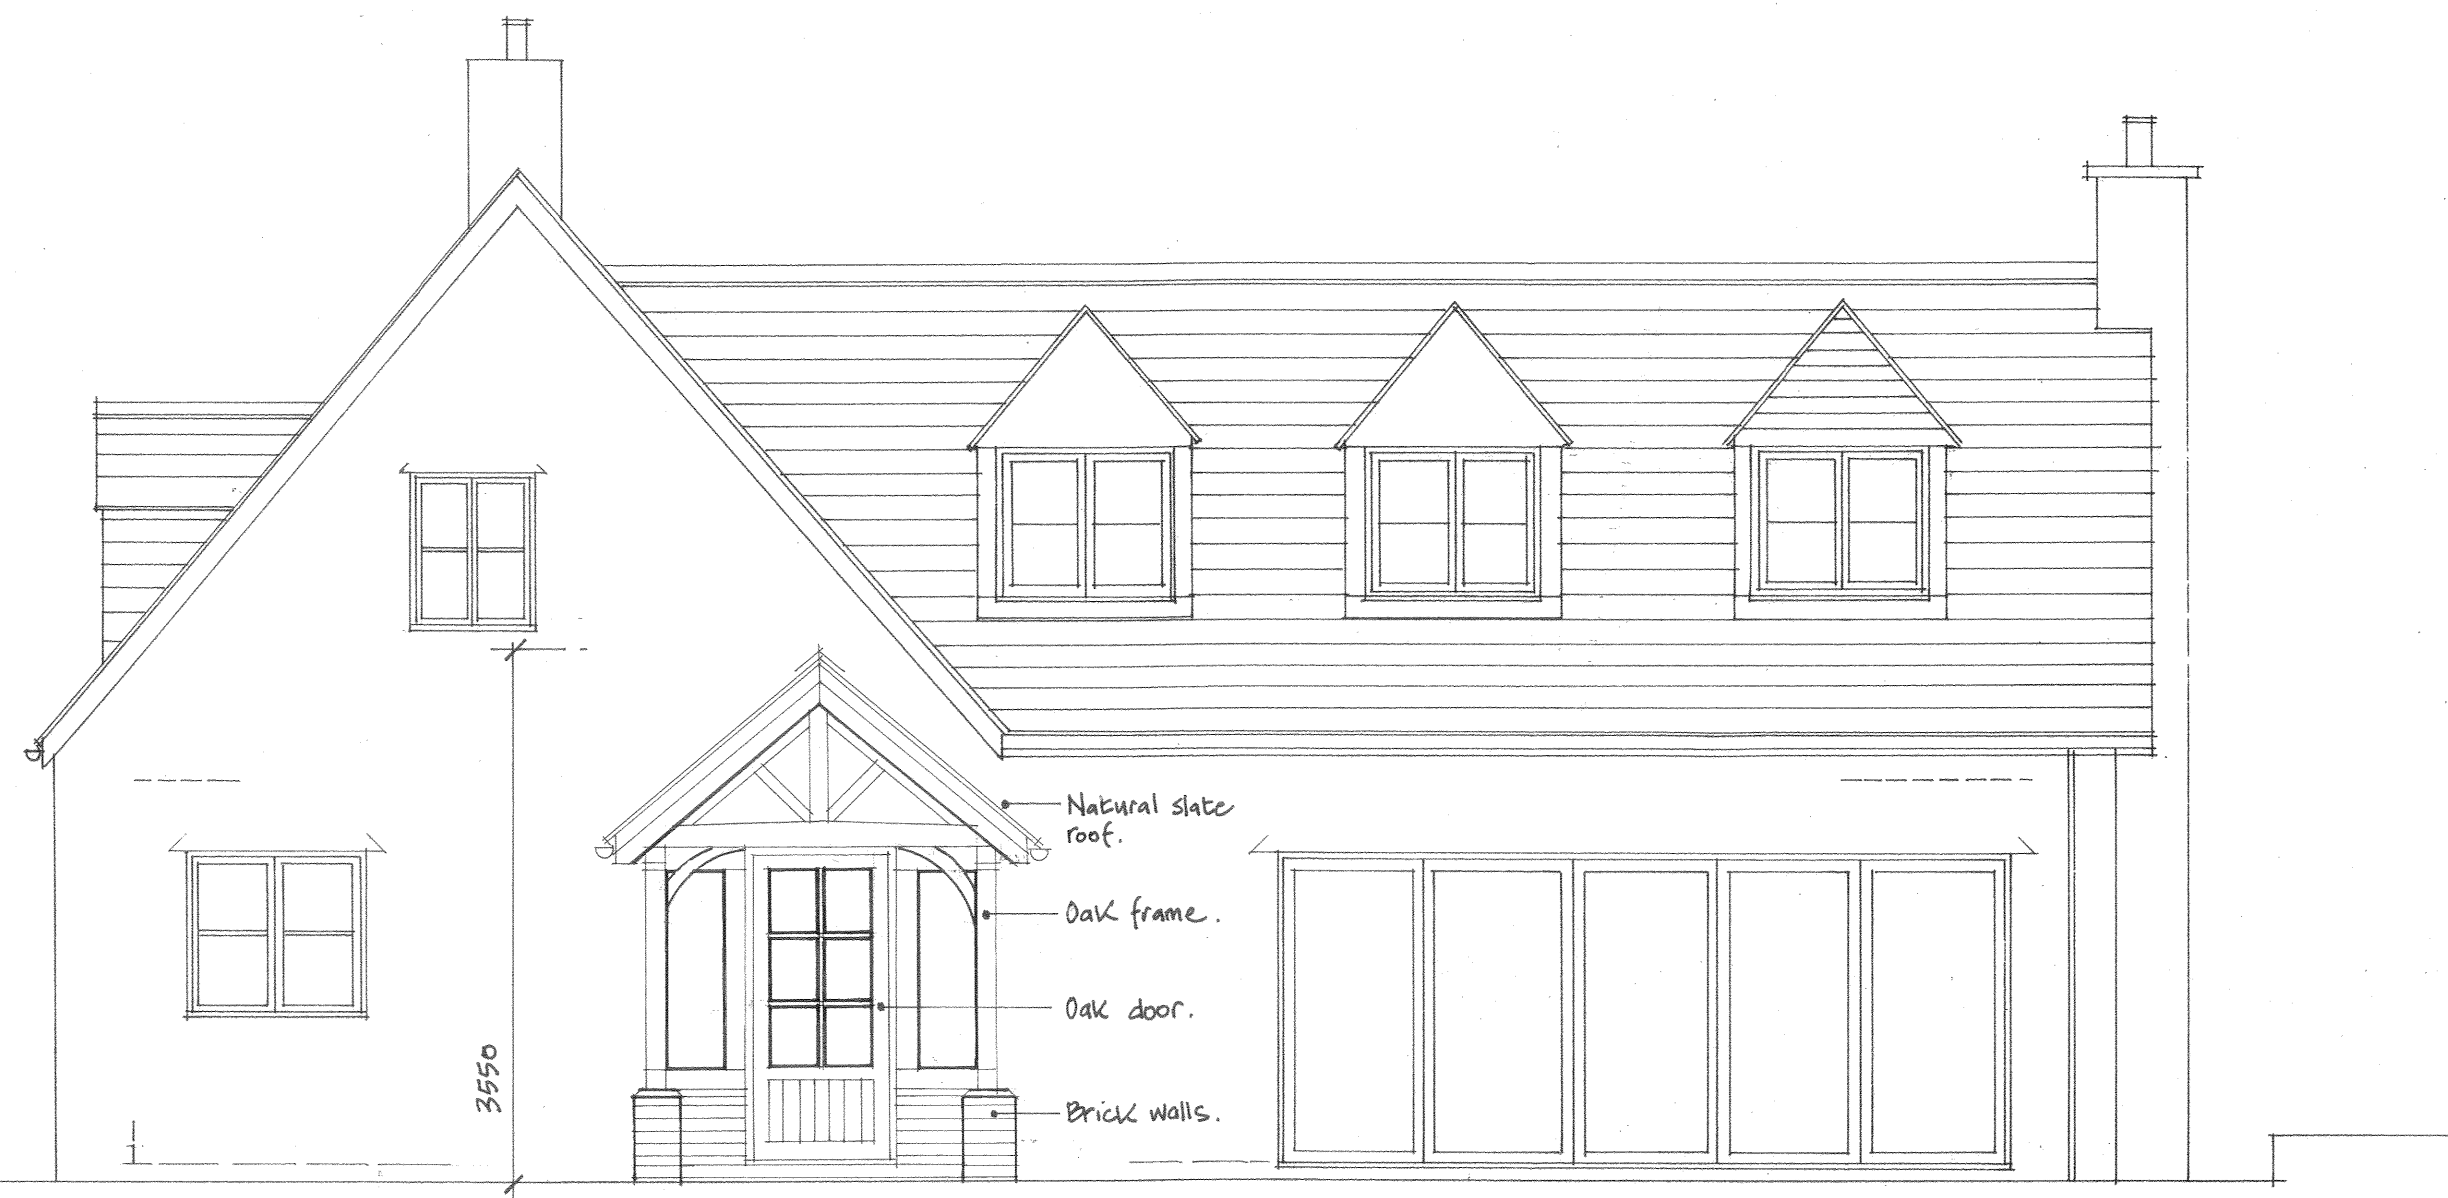 Natural slate
roof.
Oak frame.
Oak door.
3550
Brick walls.